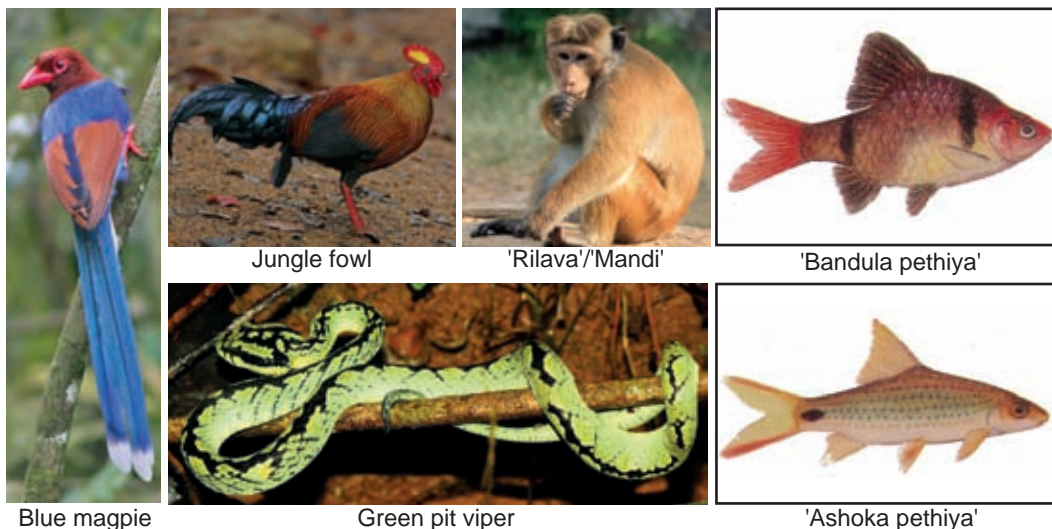 Jungle fowl
'Rilava'/'Mandi'
'Bandula pethiya'
Blue magpie
Green pit viper
'Ashoka pethiya'